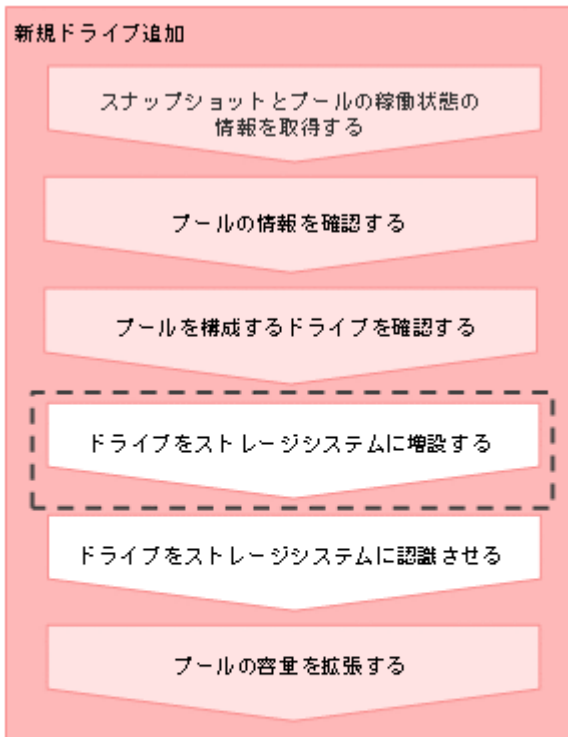 新規ドライブ追加
スナップショットとプールの稼働状態の
情報を取得する
プールの情報を確認する
プールを構成するドライブを確認する
ドライブをストレージシステムに増設する
ドライブをストレージシステムに認識させる
プールの容量を拡張する